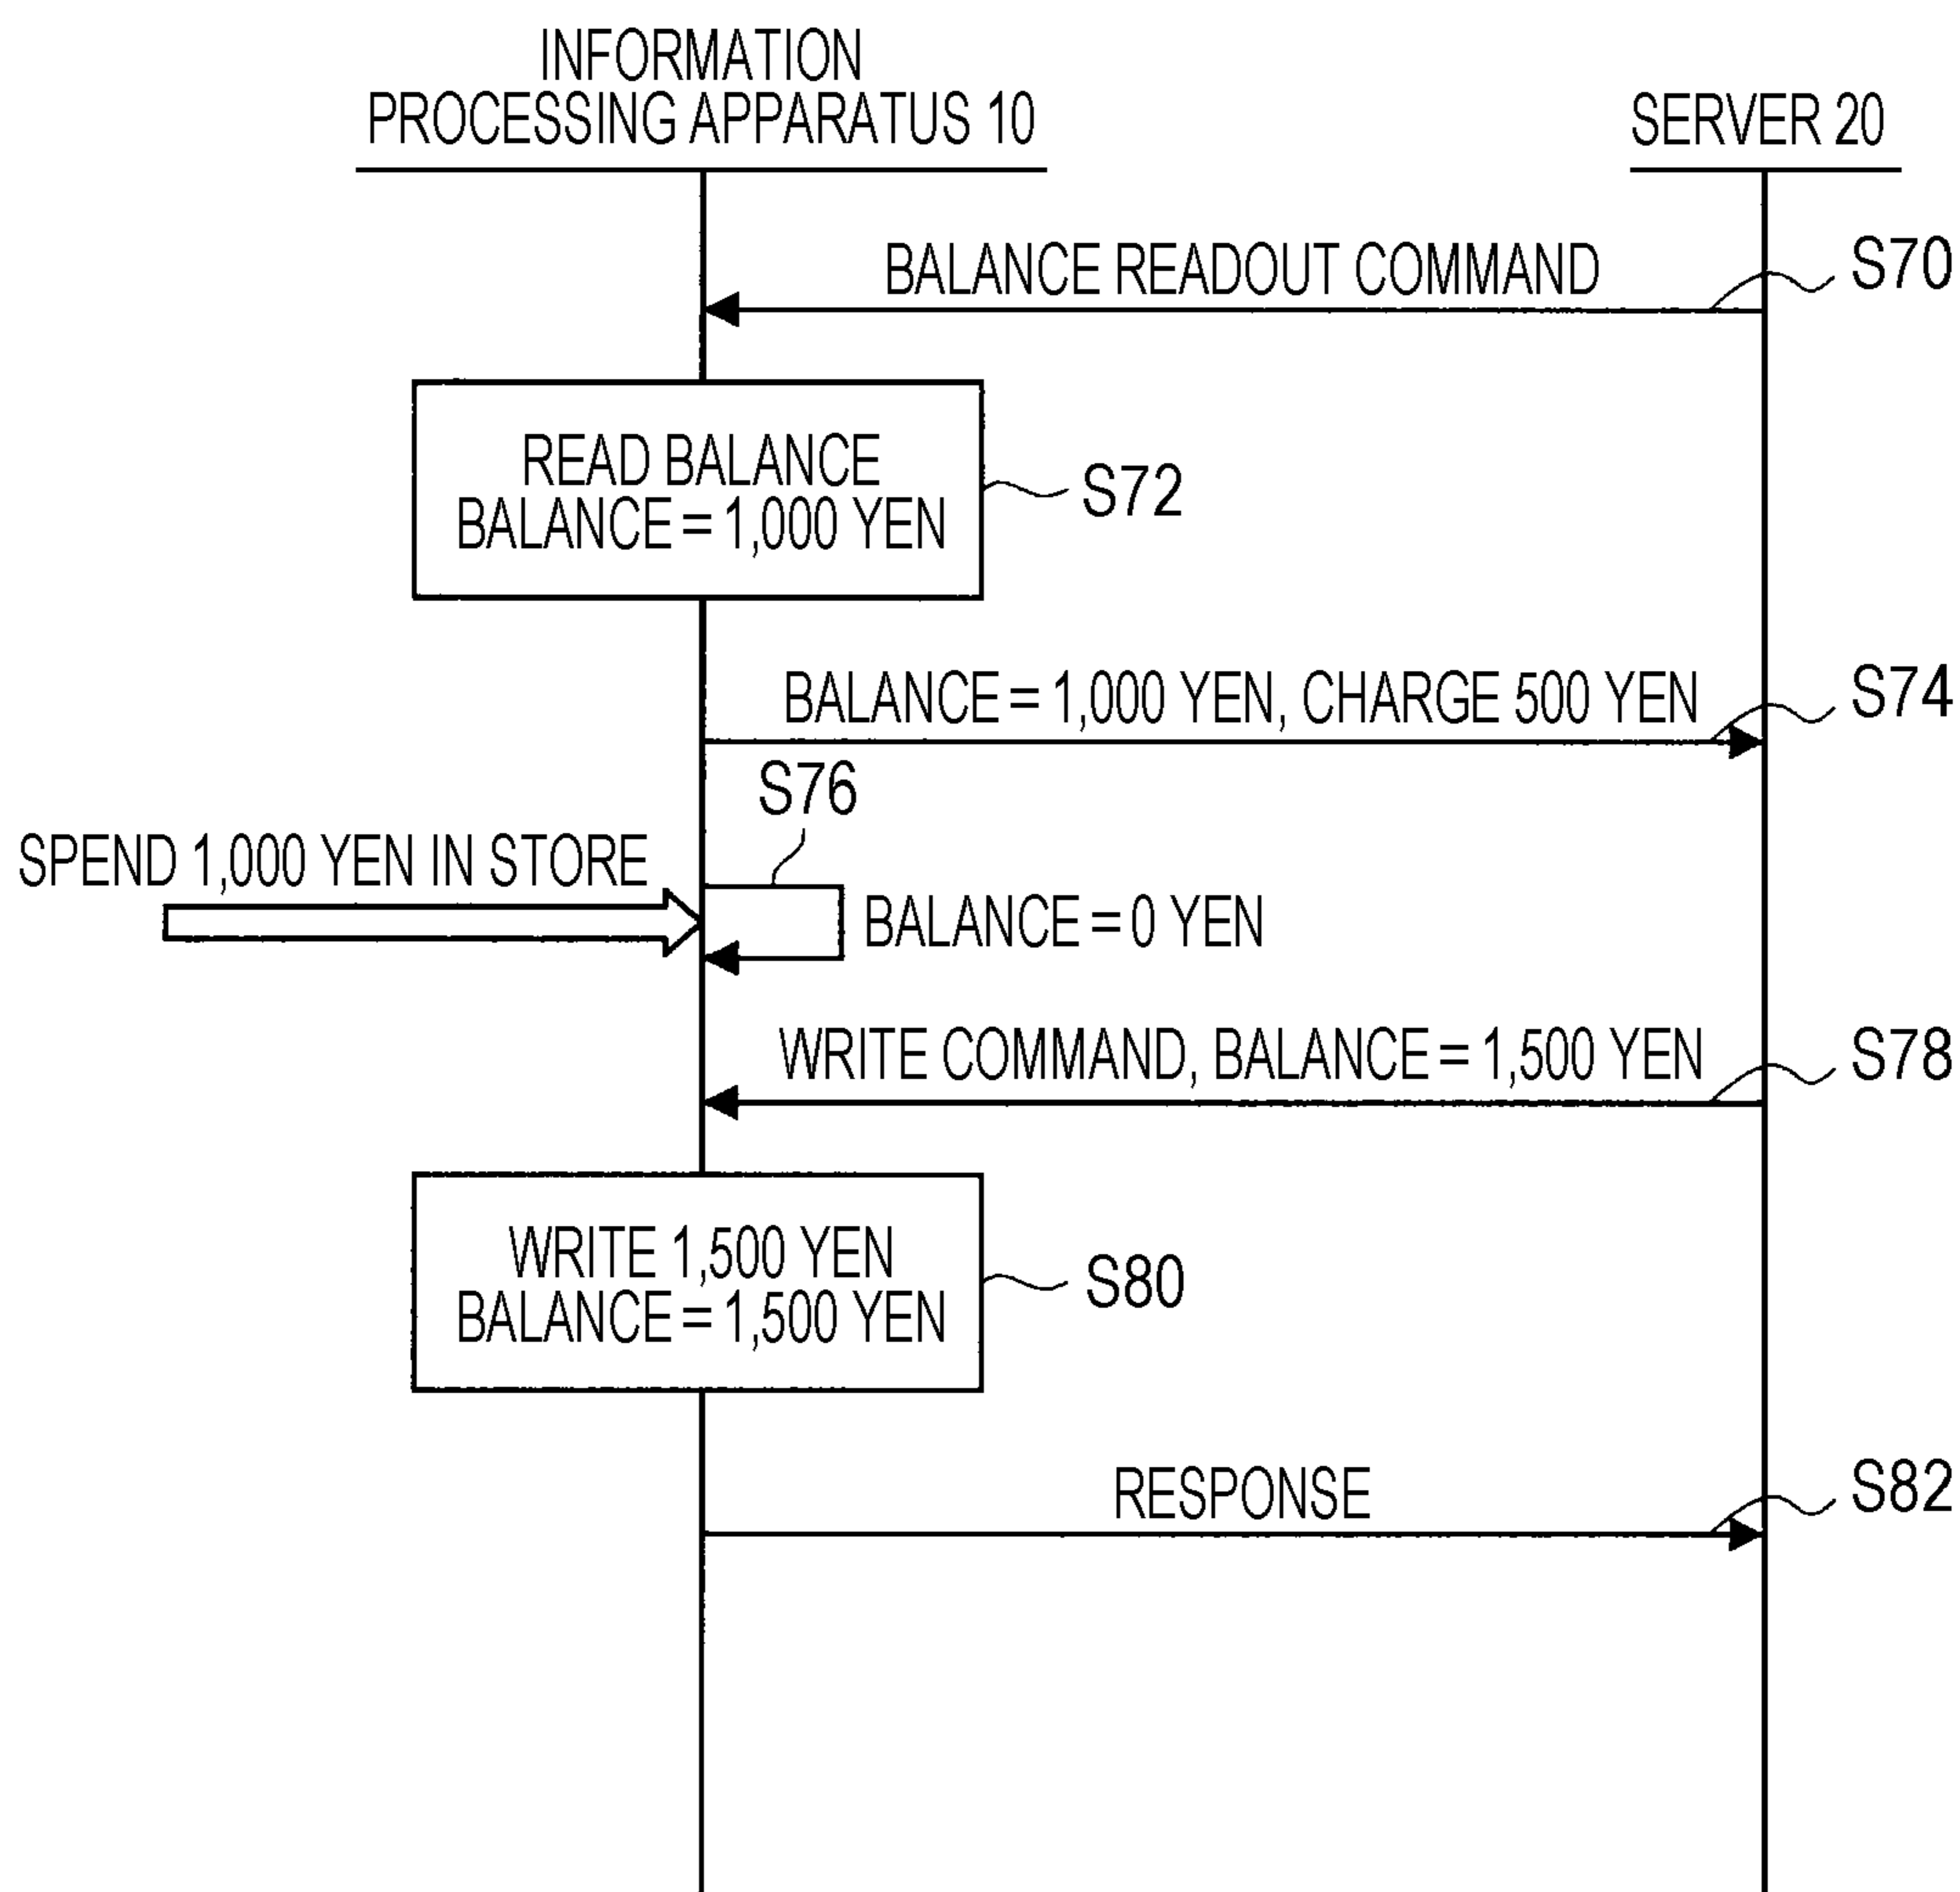 INFORMATION
PROCESSING APPARATUS 10
SERVER 20
BALANCE READOUT COMMAND
S70
READ BALANCE
BALANCE = 1,000 YEN
S72
BALANCE = 1,000 YEN, CHARGE 500 YEN
S74
S76
SPEND 1,000 YEN IN STORE
BALANCE = 0 YEN
WRITE COMMAND, BALANCE = 1,500 YEN
S78
WRITE 1,500 YEN
BALANCE = 1,500 YEN
S80
RESPONSE
S82